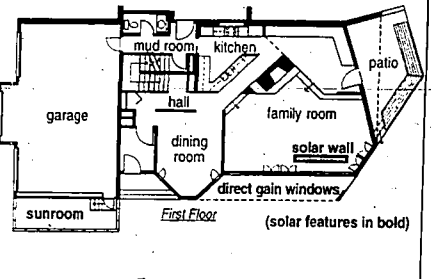 mud room
kitchen
patio
hall
garage
family room
dining
room
solar wall
direct gain windows
sunroom
First Floor
(solar features in bold)